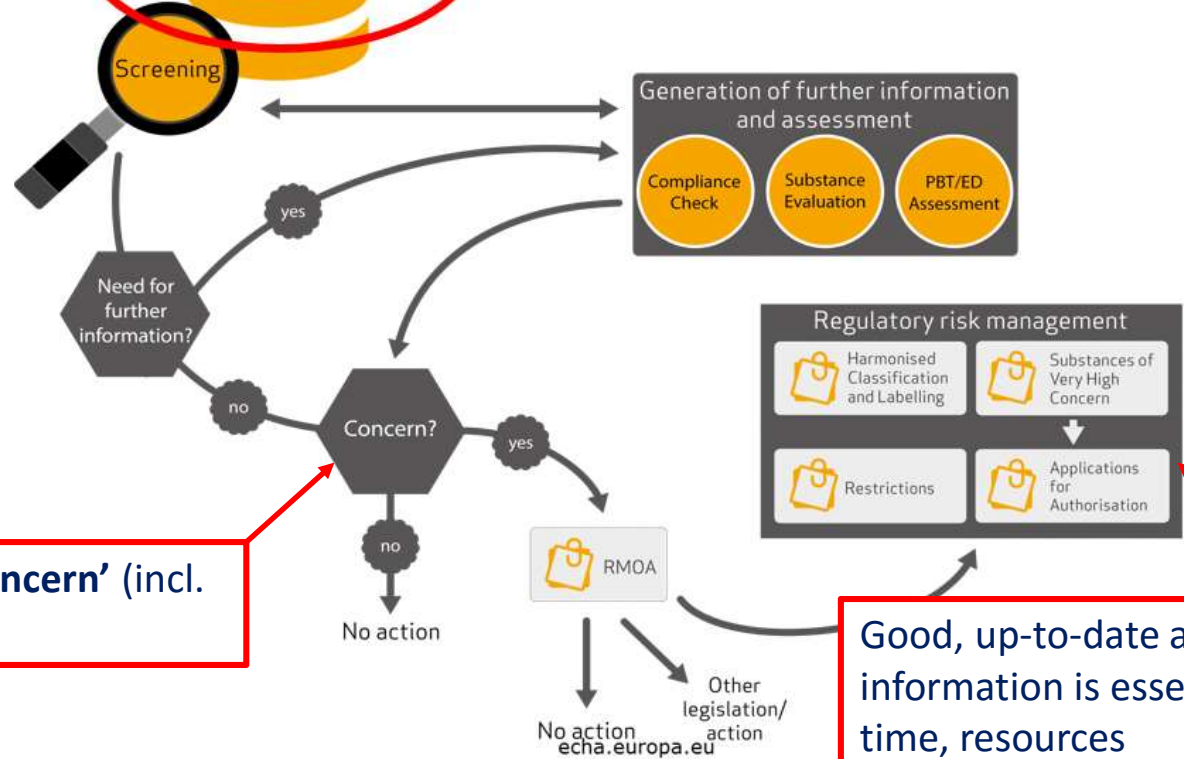 Screening
Generation of further information
and assessment
Compliance
Check
Substance
Evaluation
PBT/ED
Assessment
yes
Need for
further
information?
no
Concern?
yes
no
No action
Regulatory risk management
Harmonised
Classification
and Labelling
Substances of
Very High
Concern
Restrictions
Applications
for
Authorisation
RMOA
No action
Other
legislation/
action
echa.europa.eu
ncern’ (incl.
Good, up-to-date a
information is esse
time, resources